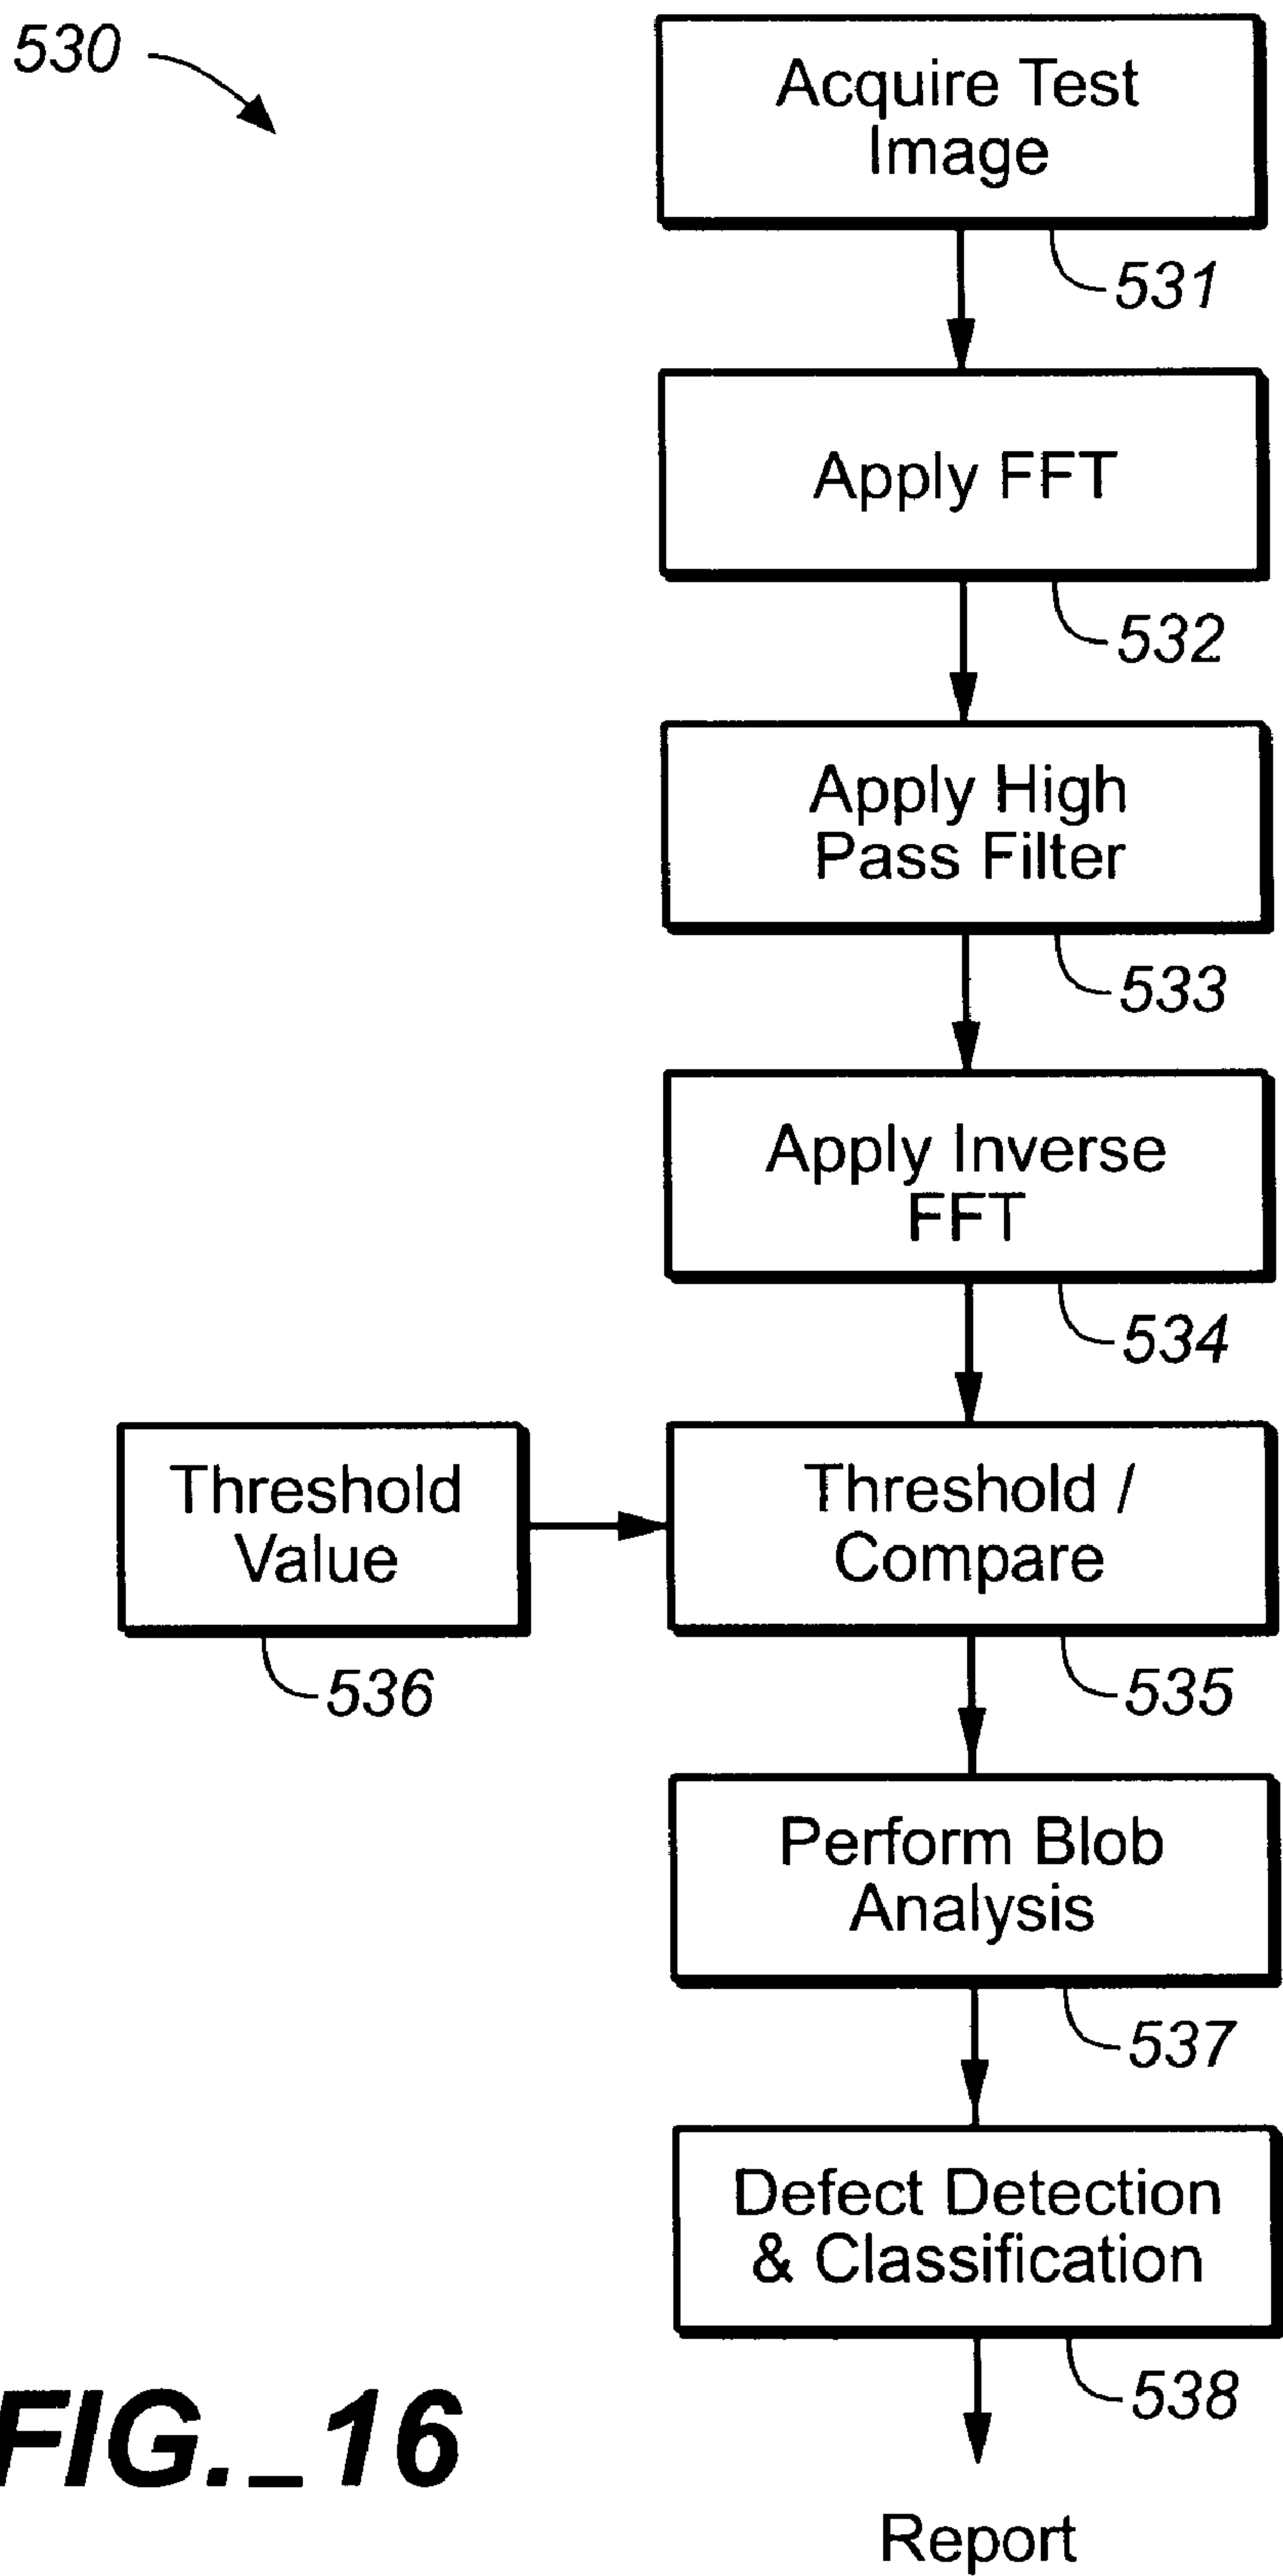 530
Acquire Test
Image
531
Apply FFT
532
Apply High
Pass Filter
533
Apply Inverse
FFT
534
Threshold
Value
536
Threshold /
Compare
535
Perform Blob
Analysis
537
Defect Detection
& Classification
538
Report
FIG._16